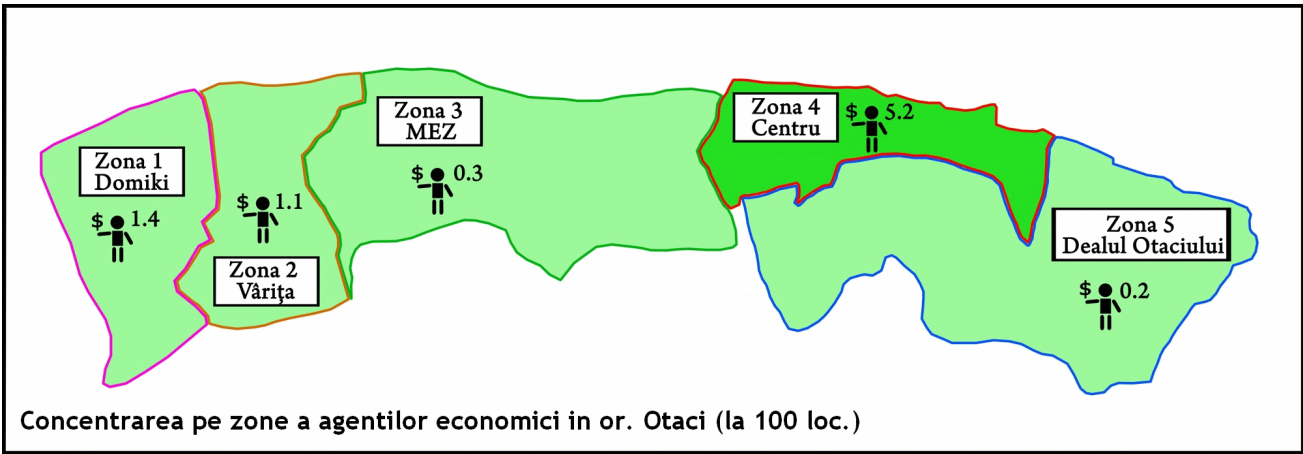 Zona 1
Domiki
$ 1.4
Zona 2
Vârița
$ 1.1
Zona 3
MEZ
$ 0.3
Zona 4
Centru
$ 5.2
Zona 5
Dealul Otaciului
$ 0.2
Concentrarea pe zone a agentilor economici in or. Otaci (la 100 loc.)